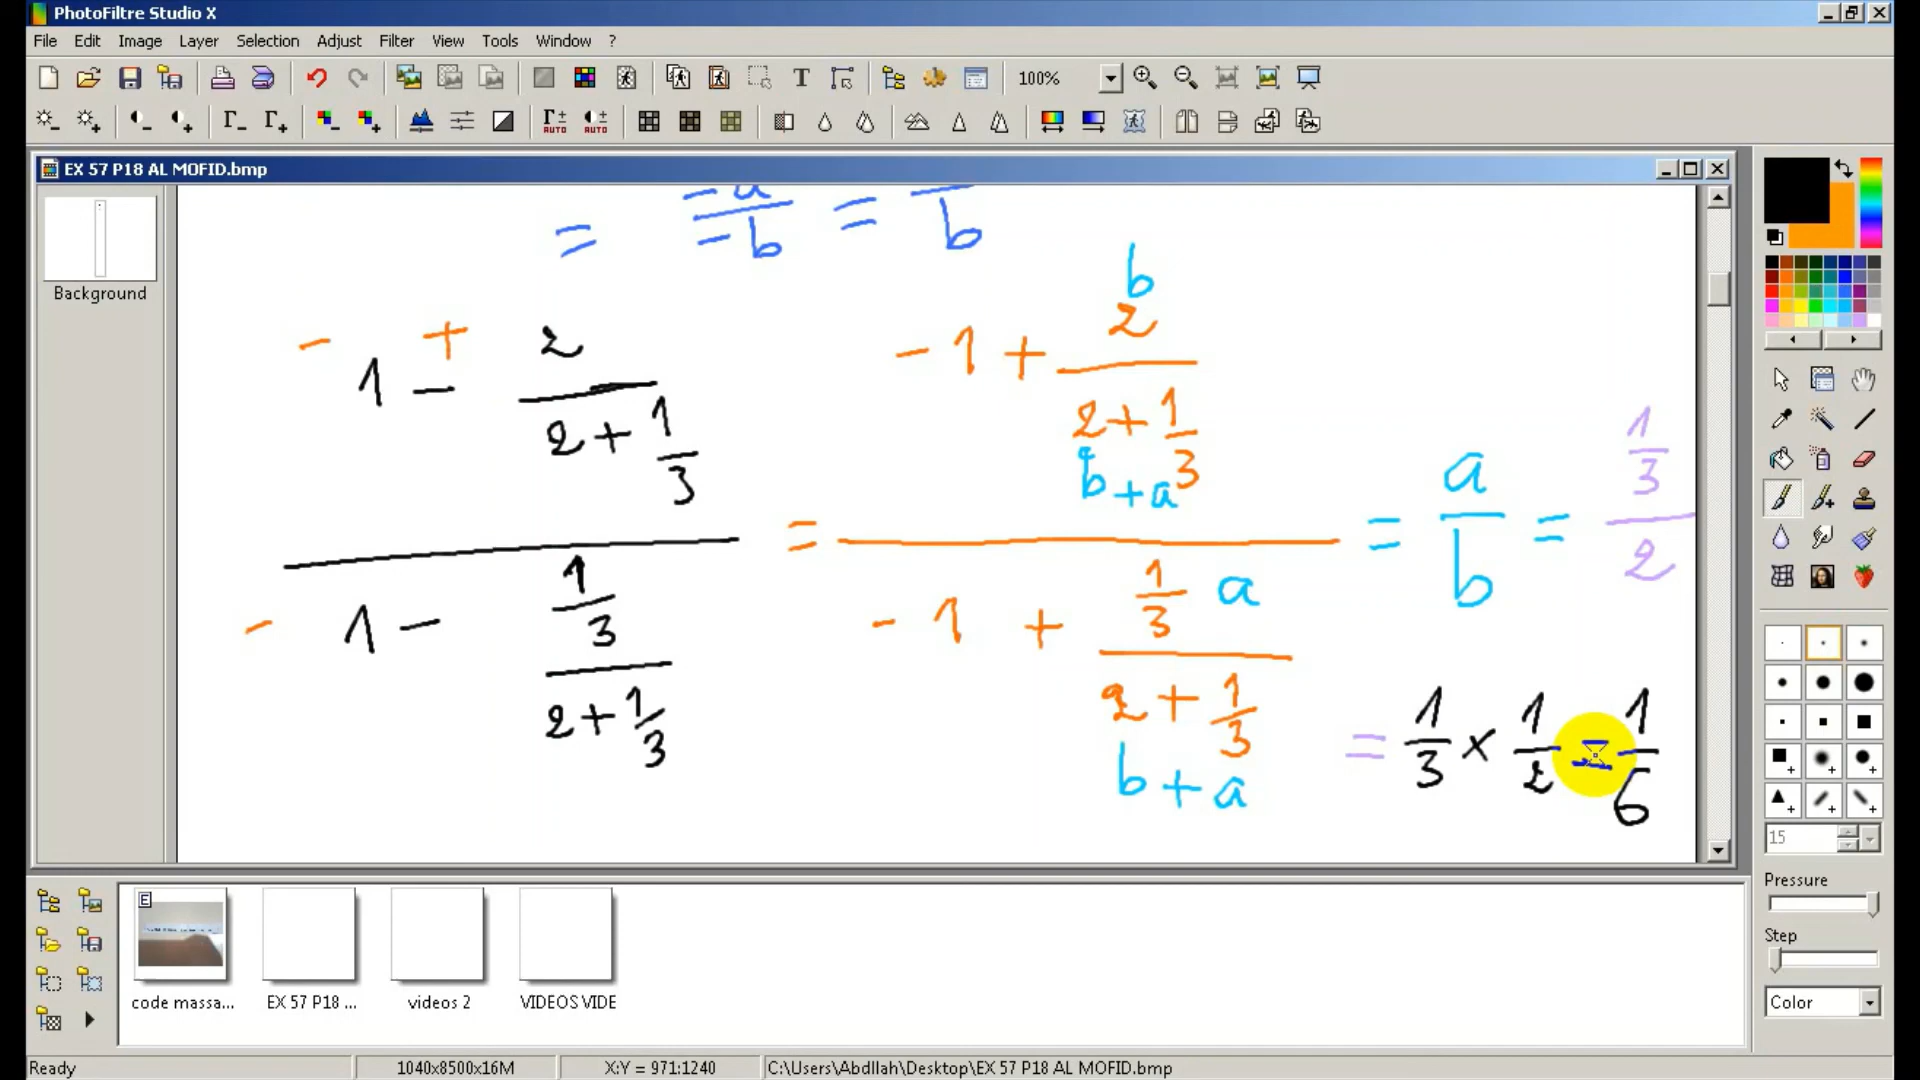 PhotoFiltre Studio X
File Edit Image Layer Selection Adjust Filter View Tools Window ?
T 100%
Γ− Γ+ Γ± AUTO AUTO
EX 57 P18 AL MOFID.bmp
Background
= −a/−b = /b
− 1 + − 2/(2 + 1/3)
− 1 − (1/3)/(2 + 1/3)
= − 1 + 2/(2 + 1/3)
b
b + a
− 1 + (1/3)/(2 + 1/3)
a
b + a
= a/b = (1/3)/2
= 1/3 × 1/2 = 1/6
15
Pressure
Step
Color
E
code massa...
EX 57 P18 ...
videos 2
VIDEOS VIDE
Ready 1040x8500x16M X:Y = 971:1240 C:\Users\Abdllah\Desktop\EX 57 P18 AL MOFID.bmp